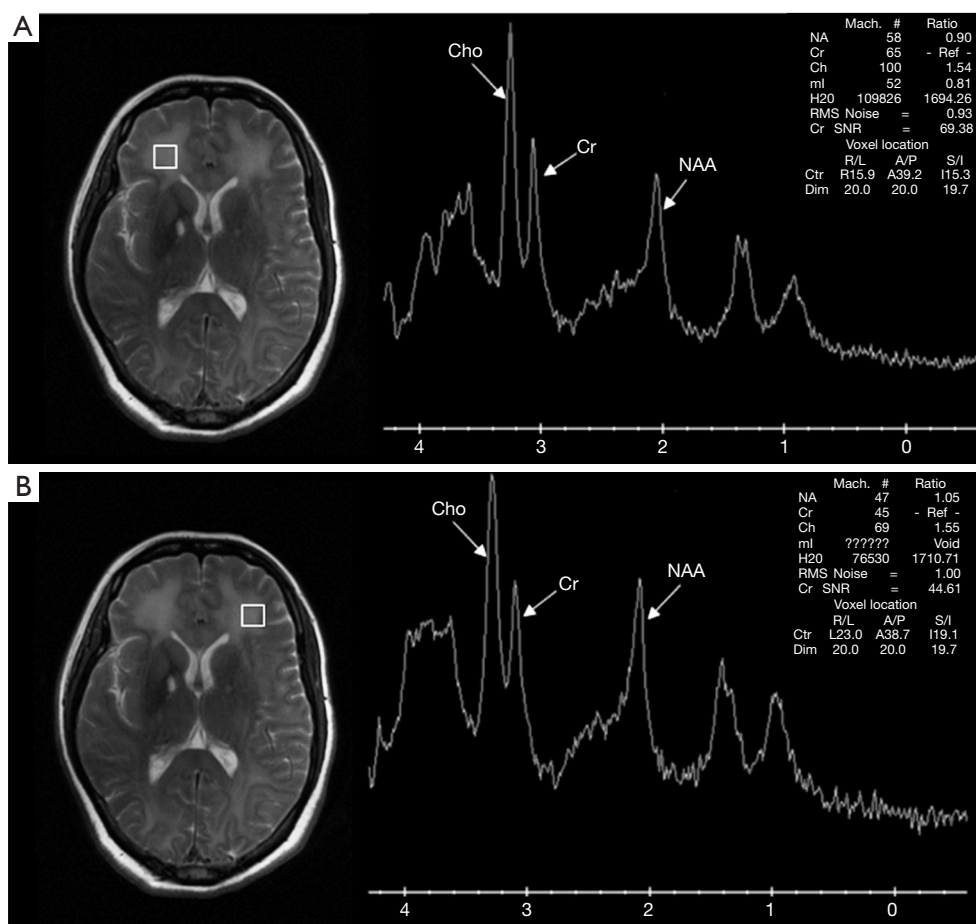 A
Mach. # Ratio
NA 58 0.90
Cr 65 - Ref -
Ch 100 1.54
ml 52 0.81
H20 109826 1694.26
RMS Noise = 0.93
Cr SNR = 69.38
Voxel location
R/L A/P S/I
Ctr R15.9 A39.2 I15.3
Dim 20.0 20.0 19.7
Cho
Cr
NAA
4 3 2 1 0
B
Mach. # Ratio
NA 47 1.05
Cr 45 - Ref -
Ch 69 1.55
ml ?????? Void
H20 76530 1710.71
RMS Noise = 1.00
Cr SNR = 44.61
Voxel location
R/L A/P S/I
Ctr L23.0 A38.7 I19.1
Dim 20.0 20.0 19.7
Cho
Cr
NAA
4 3 2 1 0